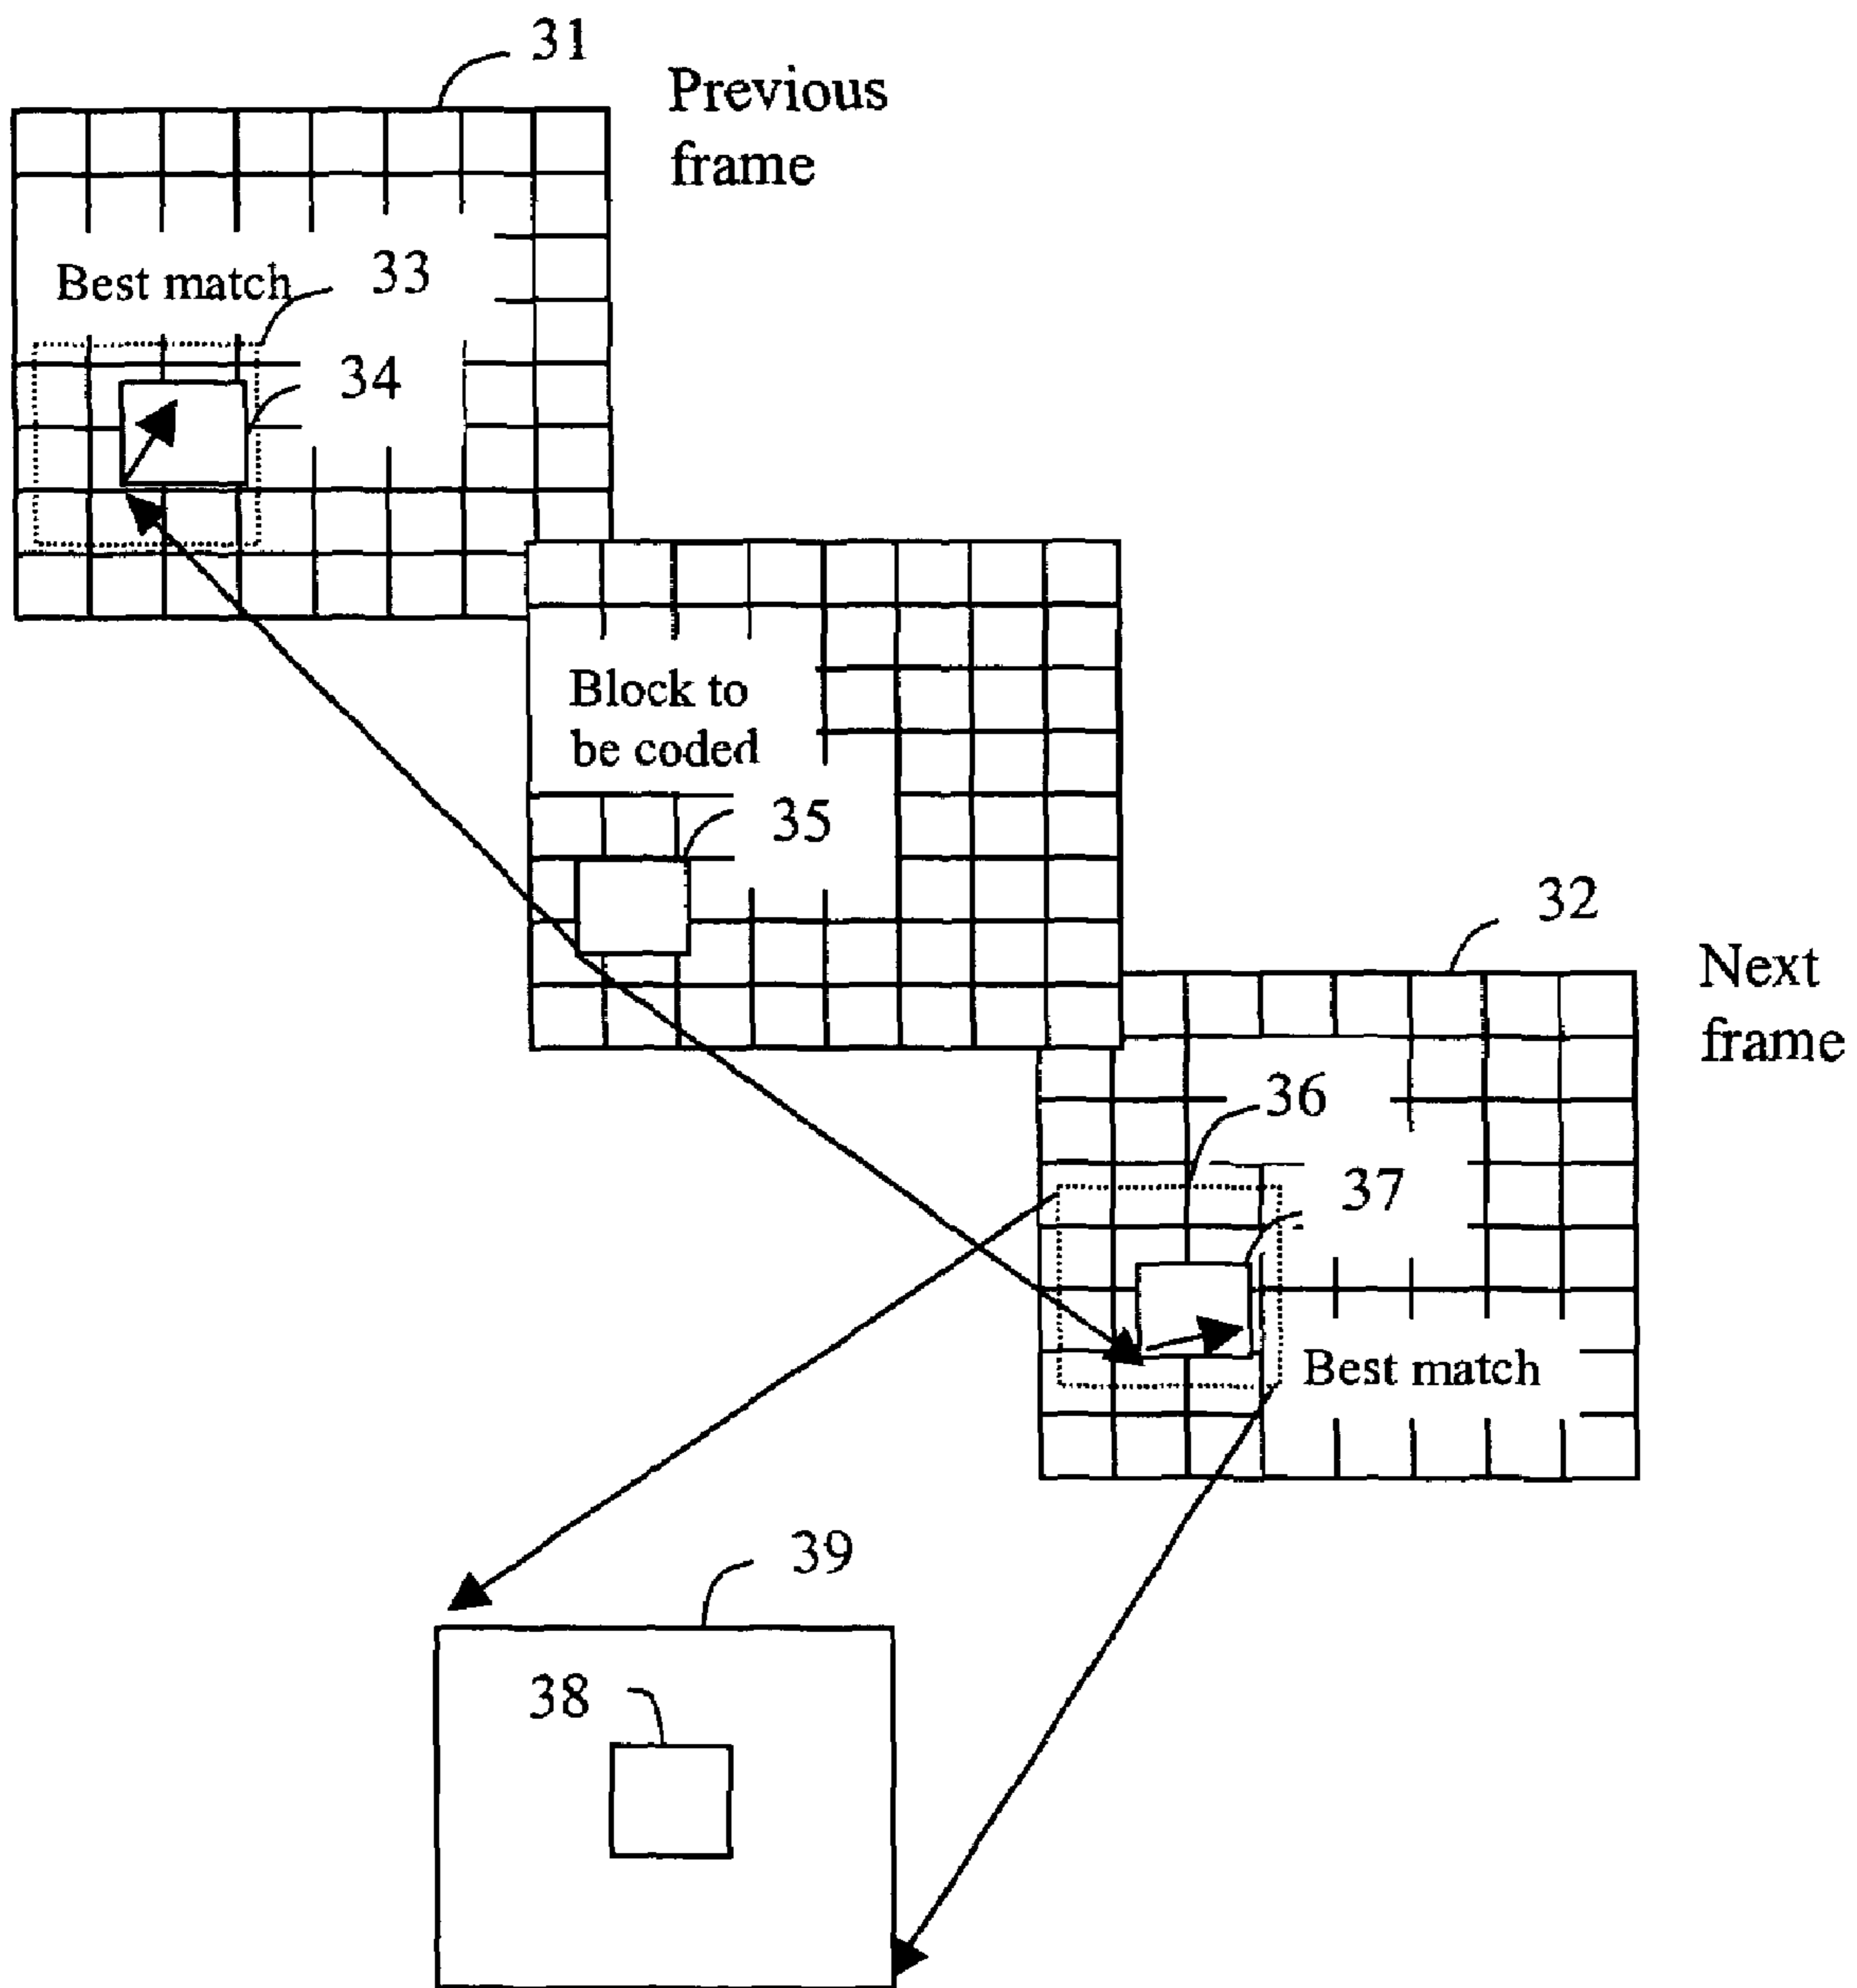 31
Previous
frame
Best match
33
34
Block to
be coded
35
32
Next
frame
36
37
Best match
39
38